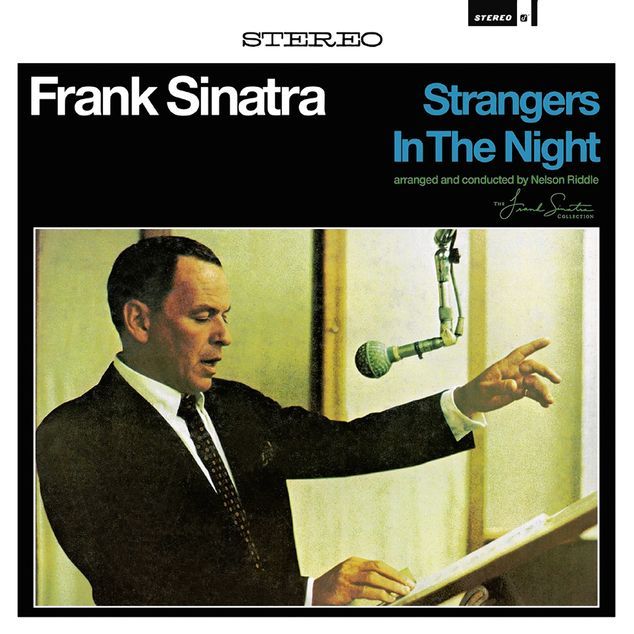 STEREO
STEREO
Frank Sinatra
Strangers
In The Night
arranged and conducted by Nelson Riddle
THE
Frank Sinatra
COLLECTION